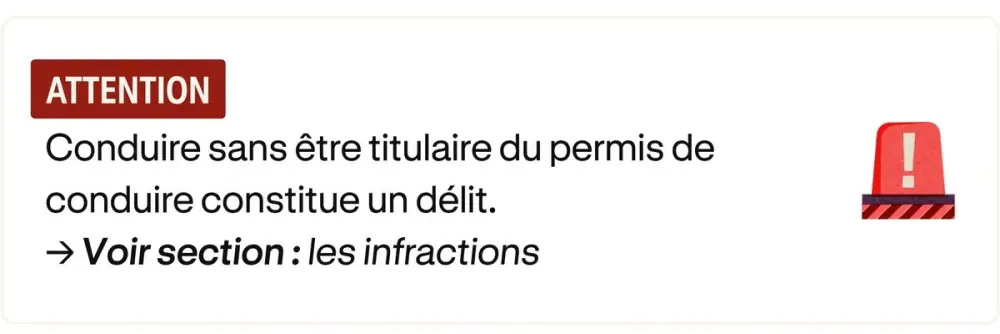 ATTENTION
Conduire sans être titulaire du permis de
conduire constitue un délit.
→ Voir section : les infractions